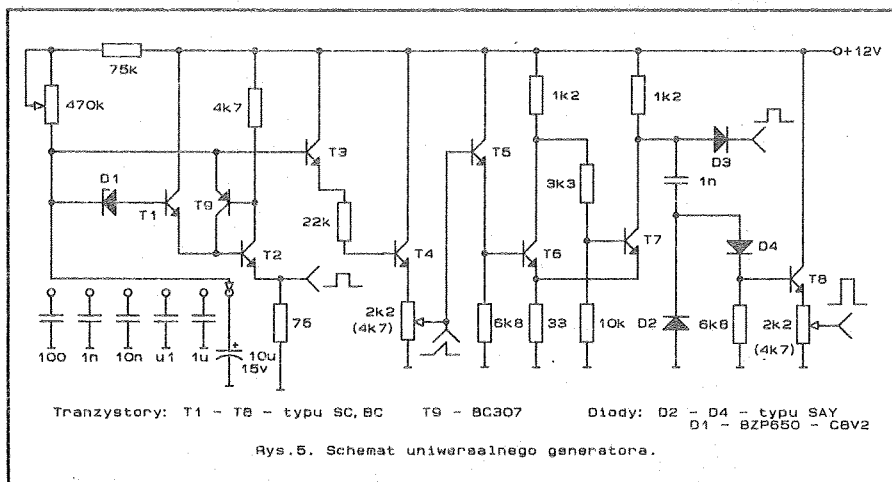 O+12V
75k
470k
4k7
1k2
1k2
D1
T1
T9
T2
T3
22k
T4
T5
3k3
T6
T7
D3
1n
D4
T8
D2
75
2k2
(4k7)
6k8
33
10k
6k8
2k2
(4k7)
100 1n 10n u1 1u 10u
15v
Tranzystory: T1 - T8 - typu SC,BC T9 - BC307 Diody: D2 - D4 - typu SAY
D1 - BZP650 - C8V2
Rys.5. Schemat uniwersalnego generatora.